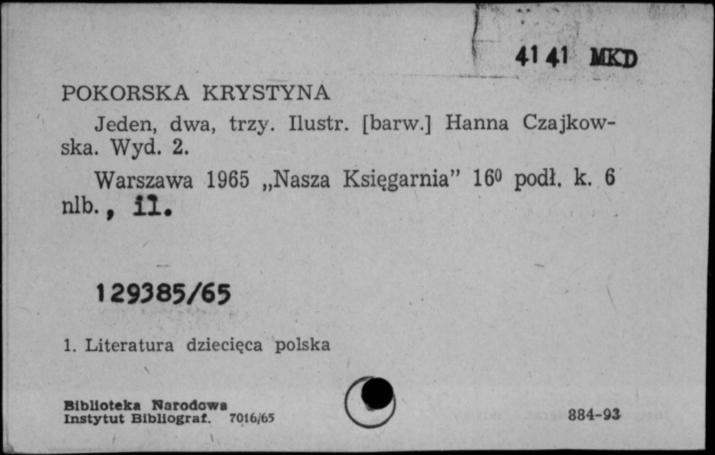 41 41 MKD
POKORSKA KRYSTYNA
Jeden, dwa, trzy. Ilustr. [barw.] Hanna Czajkow-
ska. Wyd. 2.
Warszawa 1965 „Nasza Księgarnia” 16⁰ podł. k. 6
nlb., il.
129385/65
1. Literatura dziecięca polska
Biblioteka Narodowa
Instytut Bibliograf. 7016/65
884-93